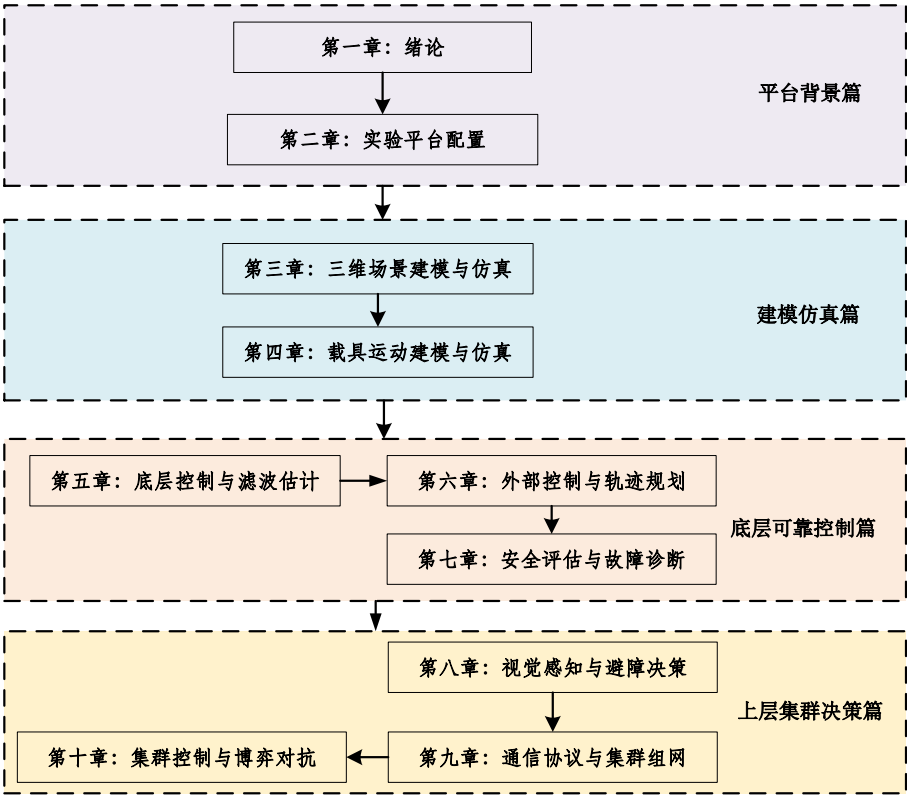 第一章：绪论
平台背景篇
第二章：实验平台配置
第三章：三维场景建模与仿真
建模仿真篇
第四章：载具运动建模与仿真
第五章：底层控制与滤波估计
第六章：外部控制与轨迹规划
底层可靠控制篇
第七章：安全评估与故障诊断
第八章：视觉感知与避障决策
上层集群决策篇
第十章：集群控制与博弈对抗
第九章：通信协议与集群组网